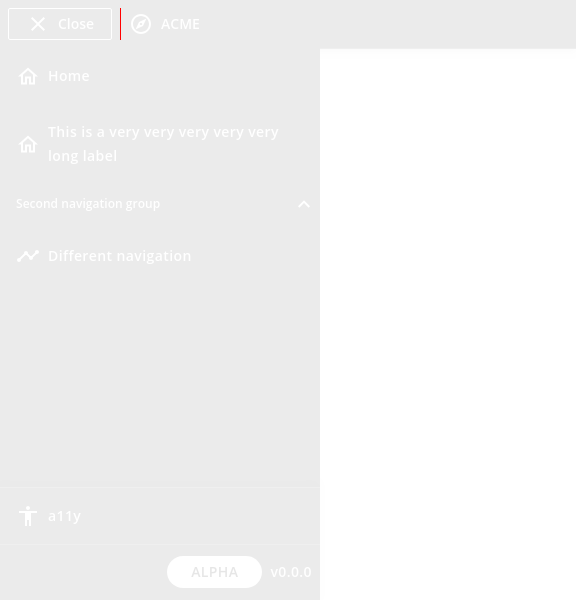 Close
ACME
Home
This is a very very very very very
long label
Second navigation group
Different navigation
a11y
ALPHA
v0.0.0